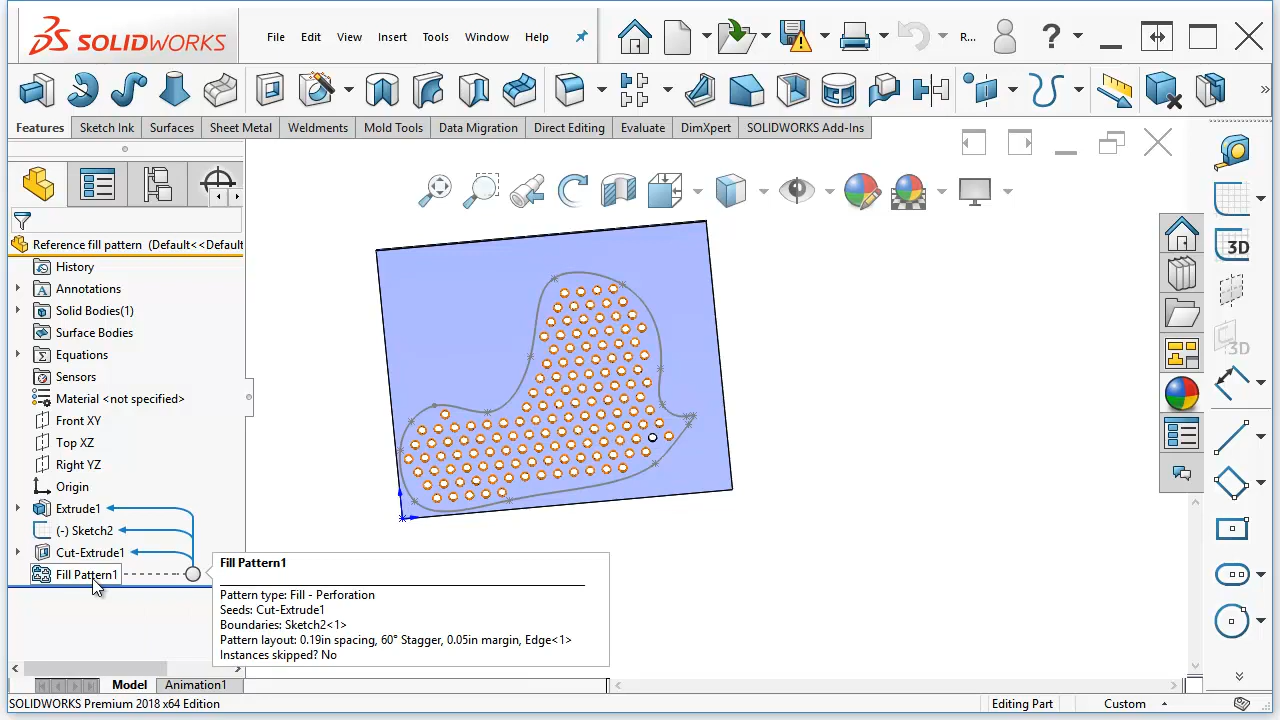 SOLIDWORKS
File Edit View Insert Tools Window Help
R... ?
Features Sketch Ink Surfaces Sheet Metal Weldments Mold Tools Data Migration Direct Editing Evaluate DimXpert SOLIDWORKS Add-Ins
Reference fill pattern (Default<<Default
History
Annotations
Solid Bodies(1)
Surface Bodies
Equations
Sensors
Material <not specified>
Front XY
Top XZ
Right YZ
Origin
Extrude1
(-) Sketch2
Cut-Extrude1
Fill Pattern1
Fill Pattern1
Pattern type: Fill - Perforation
Seeds: Cut-Extrude1
Boundaries: Sketch2<1>
Pattern layout: 0.19in spacing, 60° Stagger, 0.05in margin, Edge<1>
Instances skipped? No
3D
3D
Model Animation1
SOLIDWORKS Premium 2018 x64 Edition Editing Part Custom